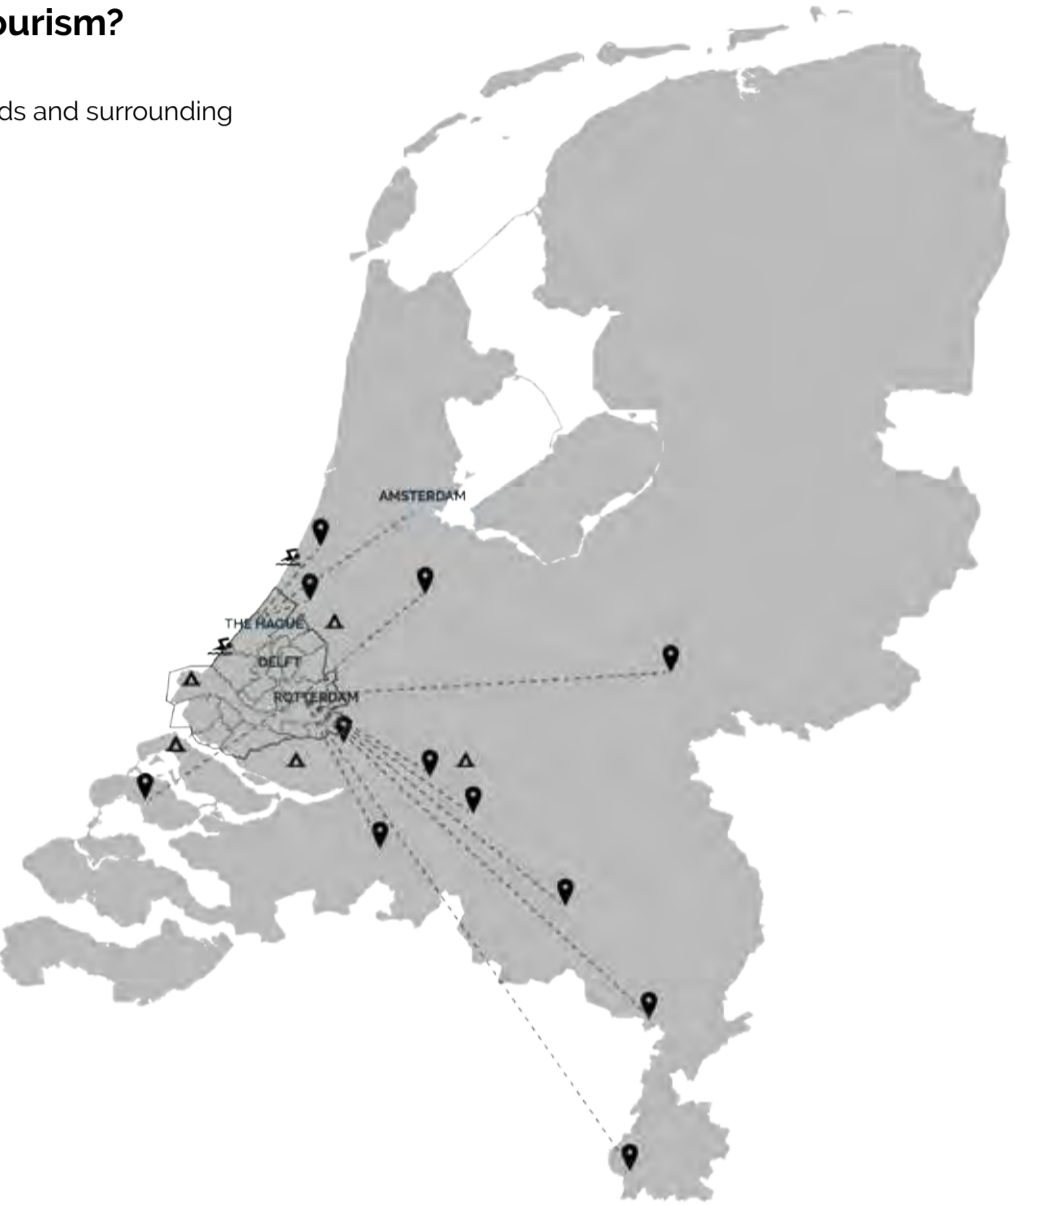 ourism?
ds and surrounding
AMSTERDAM
THE HAGUE
DELFT
ROTTERDAM